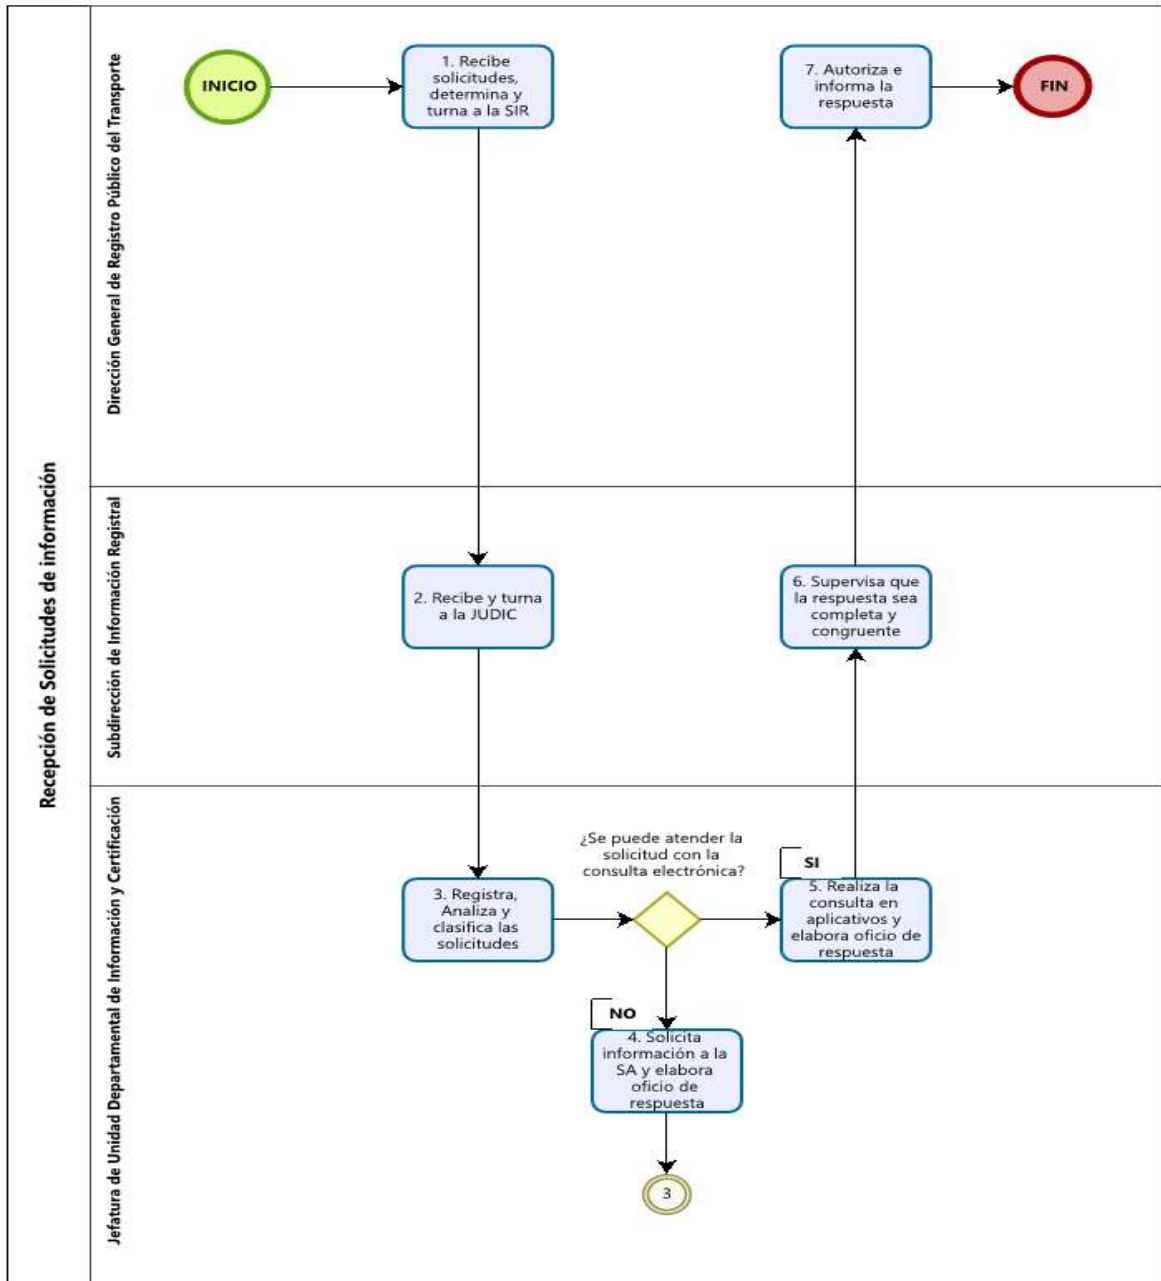 Recepción de Solicitudes de información
Dirección General de Registro Público del Transporte
INICIO
1. Recibe
solicitudes,
determina y
turna a la SIR
7. Autoriza e
informa la
respuesta
FIN
Subdirección de Información Registral
2. Recibe y turna
a la JUDIC
6. Supervisa que
la respuesta sea
completa y
congruente
Jefatura de Unidad Departamental de Información y Certificación
3. Registra,
Analiza y
clasifica las
solicitudes
¿Se puede atender la
solicitud con la
consulta electrónica?
SI
5. Realiza la
consulta en
aplicativos y
elabora oficio de
respuesta
NO
4. Solicita
información a la
SA y elabora
oficio de
respuesta
3